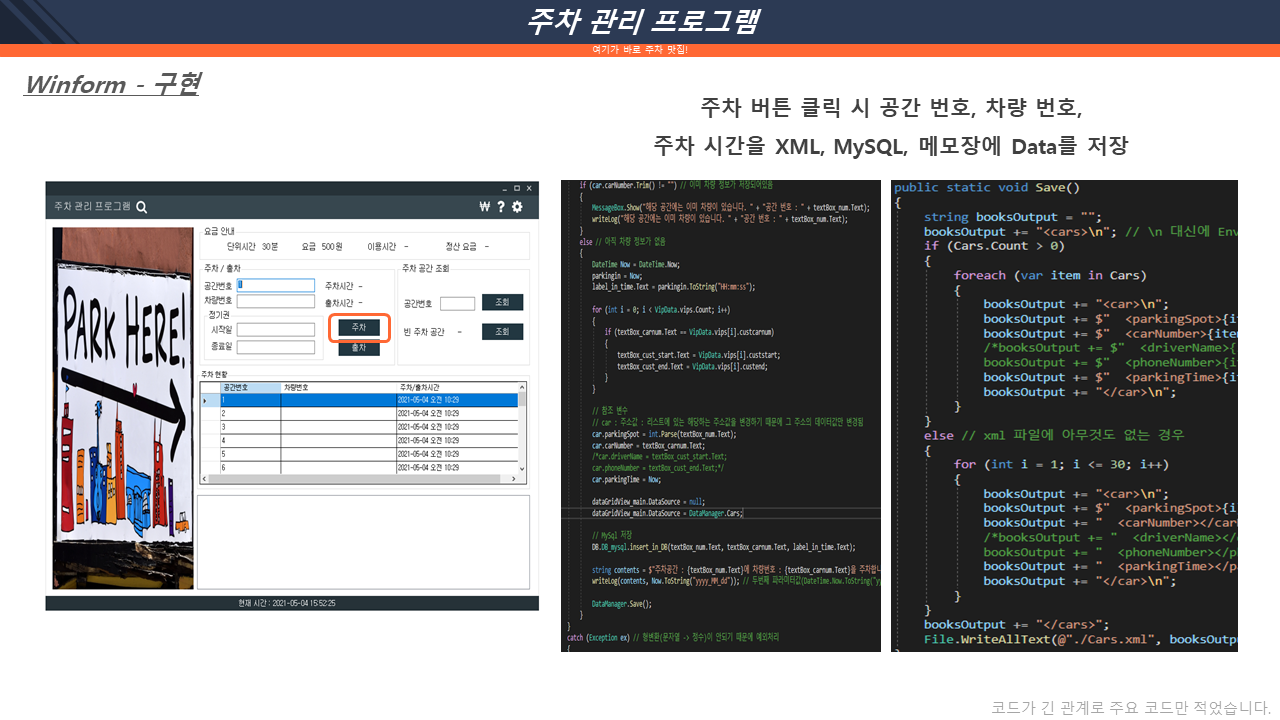 주차 관리 프로그램
여기가 바로 주차 맛집!
Winform - 구현
주차 버튼 클릭 시 공간 번호, 차량 번호,
주차 시간을 XML, MySQL, 메모장에 Data를 저장
주차 관리 프로그램
₩ ?
PARK HERE!
요금 안내
단위시간 30분 요금 500원 이용시간 - 정산 요금 -
주차 / 출차
공간번호 주차시간 -
차량번호 출차시간 -
정기권
시작일
종료일
주차
출차
주차 공간 조회
공간번호 조회
빈 주차 공간 - 조회
주차 현황
공간번호 차량번호 주차/출차시간
1 2021-05-04 오전 10:29
2 2021-05-04 오전 10:29
3 2021-05-04 오전 10:29
4 2021-05-04 오전 10:29
5 2021-05-04 오전 10:29
6 2021-05-04 오전 10:29
현재 시간 : 2021-05-04 15:52:25
if (car.carNumber.Trim() != "") // 이미 차량 정보가 저장되어있음
{
MessageBox.Show("해당 공간에는 이미 차량이 있습니다. " + "공간 번호 : " + textBox_num.Text);
writeLog("해당 공간에는 이미 차량이 있습니다. " + "공간 번호 : " + textBox_num.Text);
}
else // 아직 차량 정보가 없음
{
DateTime Now = DateTime.Now;
parkingin = Now;
label_in_time.Text = parkingin.ToString("HH:mm:ss");
for (int i = 0; i < VipData.vips.Count; i++)
{
if (textBox_carnum.Text == VipData.vips[i].custcarnum)
{
textBox_cust_start.Text = VipData.vips[i].custstart;
textBox_cust_end.Text = VipData.vips[i].custend;
}
}
// 참조 변수
// car : 주소값 : 리스트에 있는 해당하는 주소값을 변경하기 때문에 그 주소의 데이터값만 변경됨
car.parkingSpot = int.Parse(textBox_num.Text);
car.carNumber = textBox_carnum.Text;
/*car.driverName = textBox_cust_start.Text;
car.phoneNumber = textBox_cust_end.Text;*/
car.parkingTime = Now;
dataGridView_main.DataSource = null;
dataGridView_main.DataSource = DataManager.Cars;
// MySql 저장
DB.DB_mysql.insert_in_DB(textBox_num.Text, textBox_carnum.Text, label_in_time.Text);
string contents = $"주차공간 : {textBox_num.Text}에 차량번호 : {textBox_carnum.Text}을 주차합니
writeLog(contents, Now.ToString("yyyy_MM_dd")); // 두번째 파라미터값(DateTime.Now.ToString("yy
DataManager.Save();
}
}
catch (Exception ex) // 형변환(문자열 -> 정수)이 안되기 때문에 예외처리
{
public static void Save()
{
string booksOutput = "";
booksOutput += "<cars>\n"; // \n 대신에 Env
if (Cars.Count > 0)
{
foreach (var item in Cars)
{
booksOutput += "<car>\n";
booksOutput += $"  <parkingSpot>{it
booksOutput += $"  <carNumber>{item
/*booksOutput += $"  <driverName>{
booksOutput += $"  <phoneNumber>{it
booksOutput += $"  <parkingTime>{it
booksOutput += "</car>\n";
}
}
else // xml 파일에 아무것도 없는 경우
{
for (int i = 1; i <= 30; i++)
{
booksOutput += "<car>\n";
booksOutput += $"  <parkingSpot>{i
booksOutput += "  <carNumber></car
/*booksOutput += "  <driverName></
booksOutput += "  <phoneNumber></p
booksOutput += "  <parkingTime></pa
booksOutput += "</car>\n";
}
}
booksOutput += "</cars>";
File.WriteAllText(@"./Cars.xml", booksOutp
코드가 긴 관계로 주요 코드만 적었습니다.